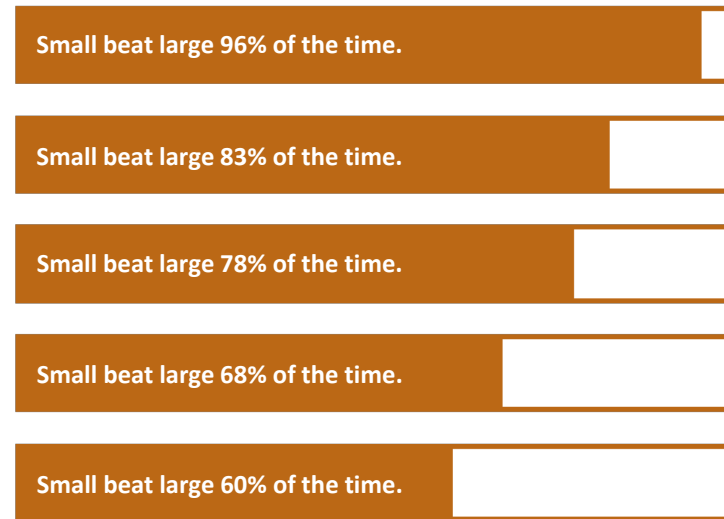 Small beat large 96% of the time.
Small beat large 83% of the time.
Small beat large 78% of the time.
Small beat large 68% of the time.
Small beat large 60% of the time.